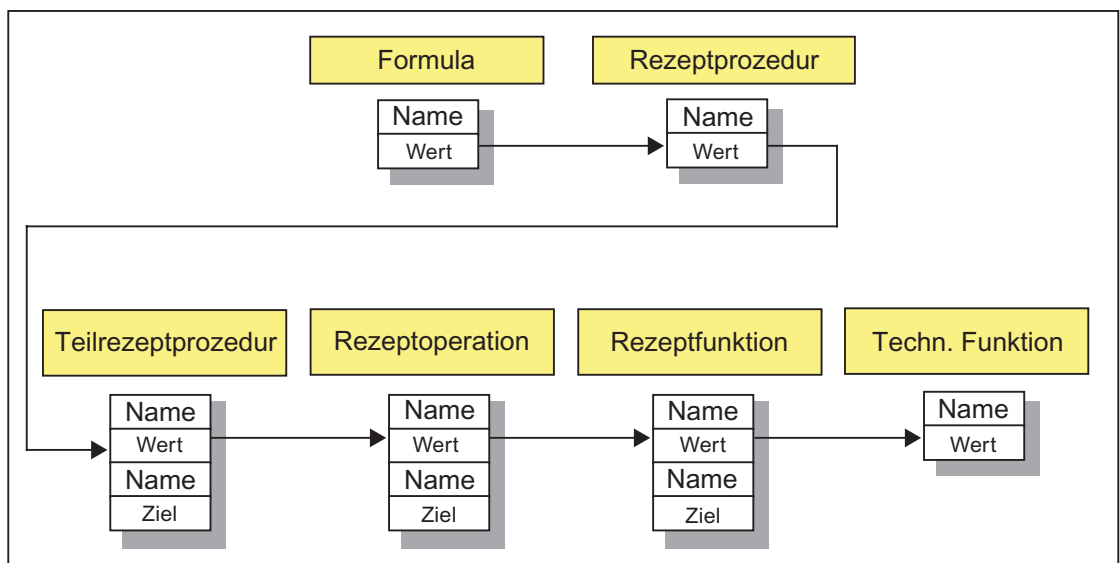 Formula
Rezeptprozedur
Name
Wert
Name
Wert
Teilrezeptprozedur
Rezeptoperation
Rezeptfunktion
Techn. Funktion
Name
Wert
Name
Ziel
Name
Wert
Name
Ziel
Name
Wert
Name
Ziel
Name
Wert